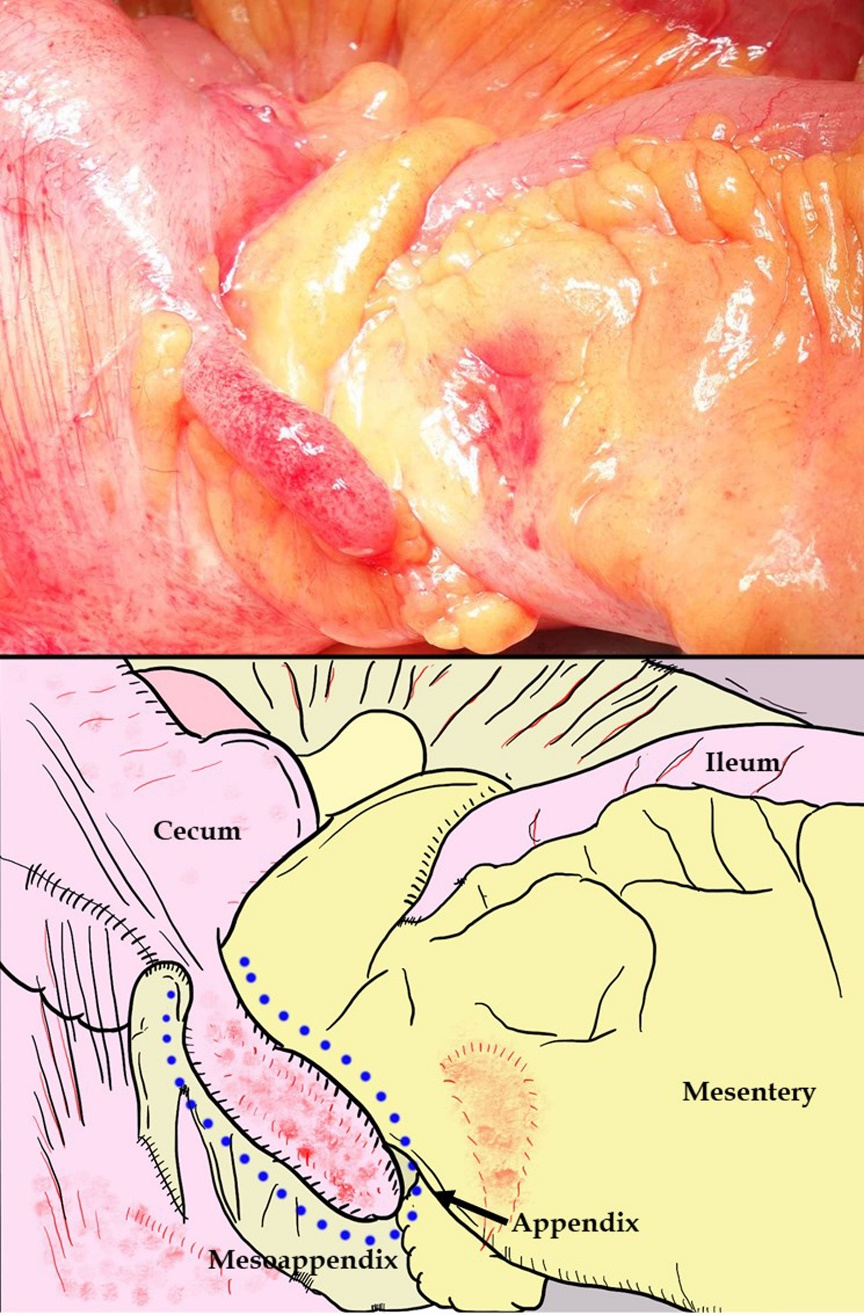 Ileum
Cecum
Mesentery
Appendix
Mesoappendix